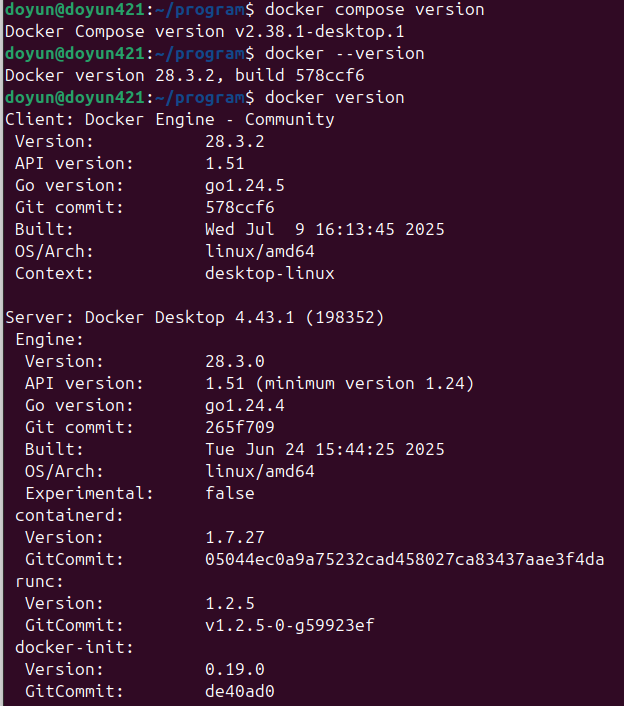 doyun@doyun421:~/program$ docker compose version
Docker Compose version v2.38.1-desktop.1
doyun@doyun421:~/program$ docker --version
Docker version 28.3.2, build 578ccf6
doyun@doyun421:~/program$ docker version
Client: Docker Engine - Community
 Version:           28.3.2
 API version:       1.51
 Go version:        go1.24.5
 Git commit:        578ccf6
 Built:             Wed Jul  9 16:13:45 2025
 OS/Arch:           linux/amd64
 Context:           desktop-linux

Server: Docker Desktop 4.43.1 (198352)
 Engine:
  Version:          28.3.0
  API version:      1.51 (minimum version 1.24)
  Go version:       go1.24.4
  Git commit:       265f709
  Built:            Tue Jun 24 15:44:25 2025
  OS/Arch:          linux/amd64
  Experimental:     false
 containerd:
  Version:          1.7.27
  GitCommit:        05044ec0a9a75232cad458027ca83437aae3f4da
 runc:
  Version:          1.2.5
  GitCommit:        v1.2.5-0-g59923ef
 docker-init:
  Version:          0.19.0
  GitCommit:        de40ad0